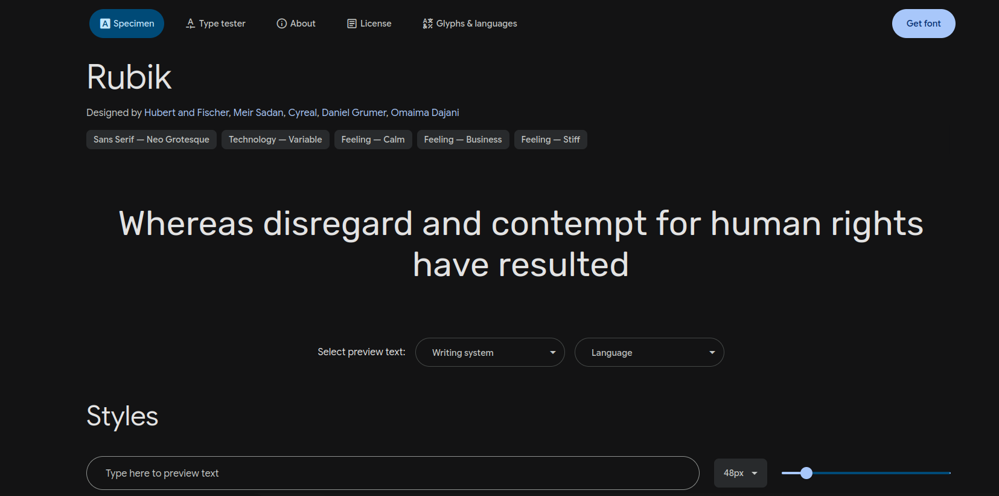 Specimen Type tester About License Glyphs & languages Get font
Rubik
Designed by Hubert and Fischer, Meir Sadan, Cyreal, Daniel Grumer, Omaima Dajani
Sans Serif — Neo Grotesque Technology — Variable Feeling — Calm Feeling — Business Feeling — Stiff
Whereas disregard and contempt for human rights
have resulted
Select preview text: Writing system Language
Styles
Type here to preview text 48px